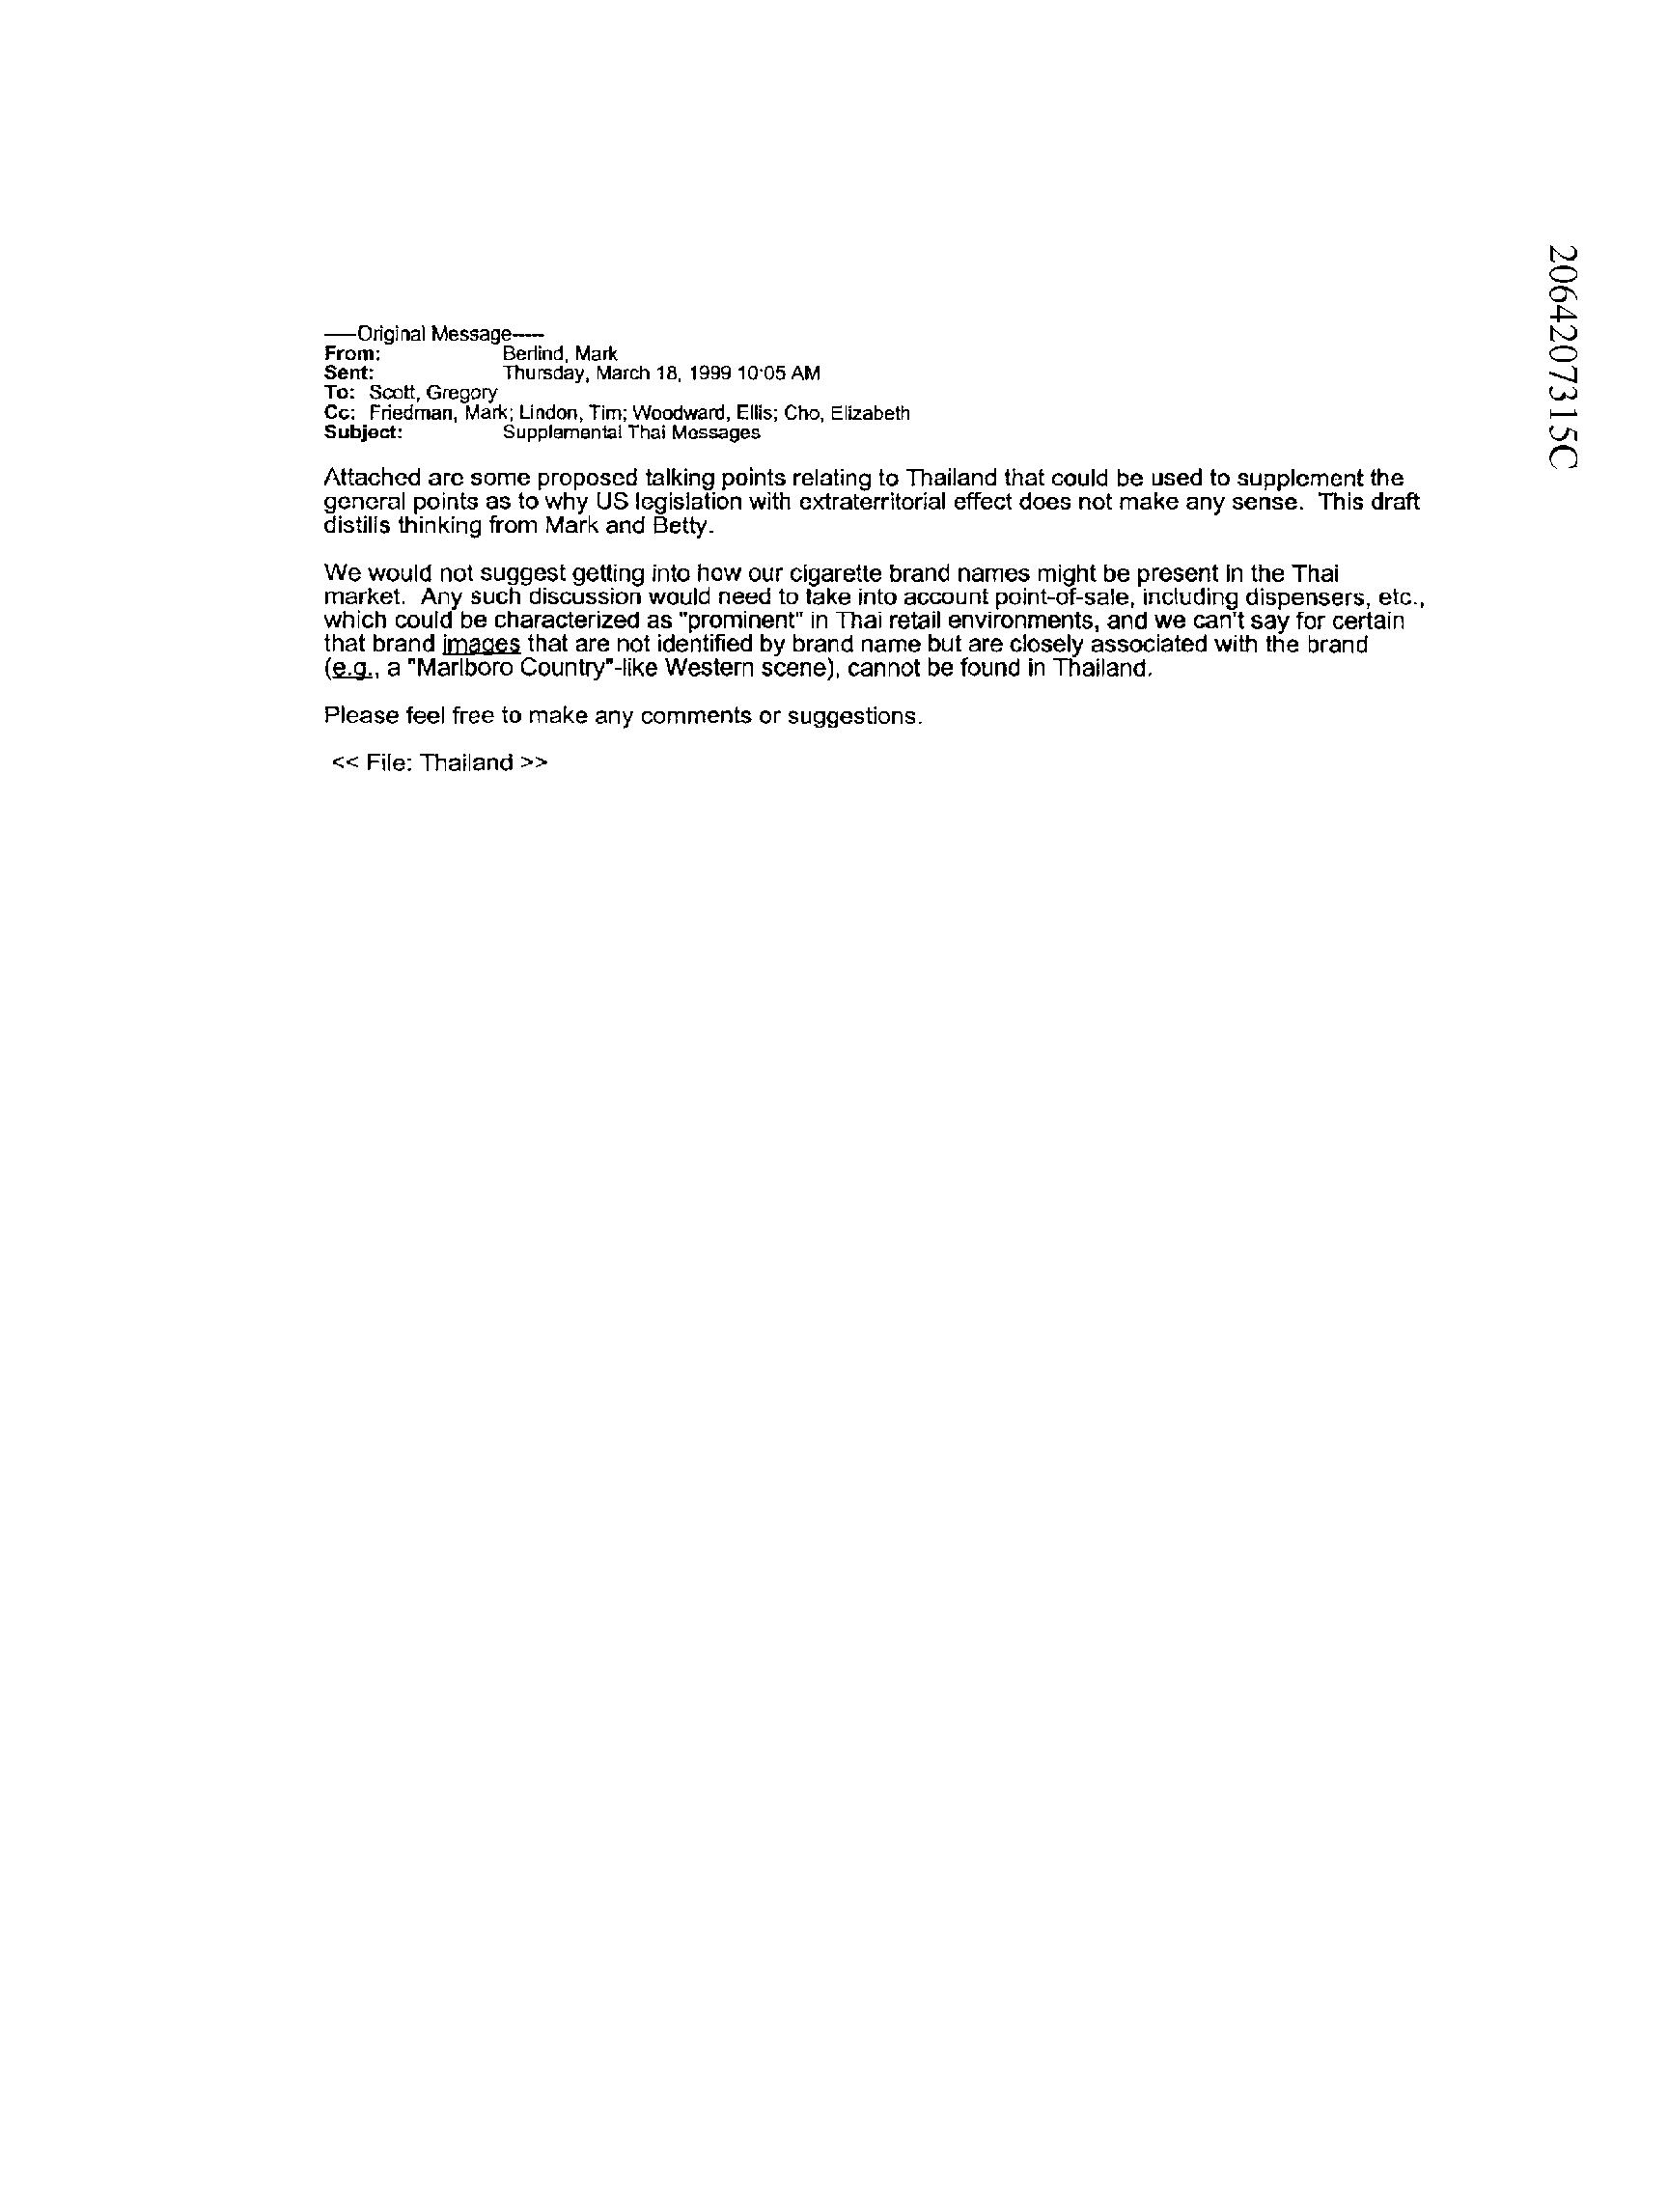 2064207315C
-----Original Message-----
From: Berlind, Mark
Sent: Thursday, March 18, 1999 10:05 AM
To: Scott, Gregory
Cc: Friedman, Mark; Lindon, Tim; Woodward, Ellis; Cho, Elizabeth
Subject: Supplemental Thai Messages
Attached are some proposed talking points relating to Thailand that could be used to supplement the
general points as to why US legislation with extraterritorial effect does not make any sense. This draft
distills thinking from Mark and Betty.
We would not suggest getting into how our cigarette brand names might be present in the Thai
market. Any such discussion would need to take into account point-of-sale, including dispensers, etc.,
which could be characterized as "prominent" in Thai retail environments, and we can't say for certain
that brand images that are not identified by brand name but are closely associated with the brand
(e.g., a "Marlboro Country"-like Western scene), cannot be found in Thailand.
Please feel free to make any comments or suggestions.
<< File: Thailand >>